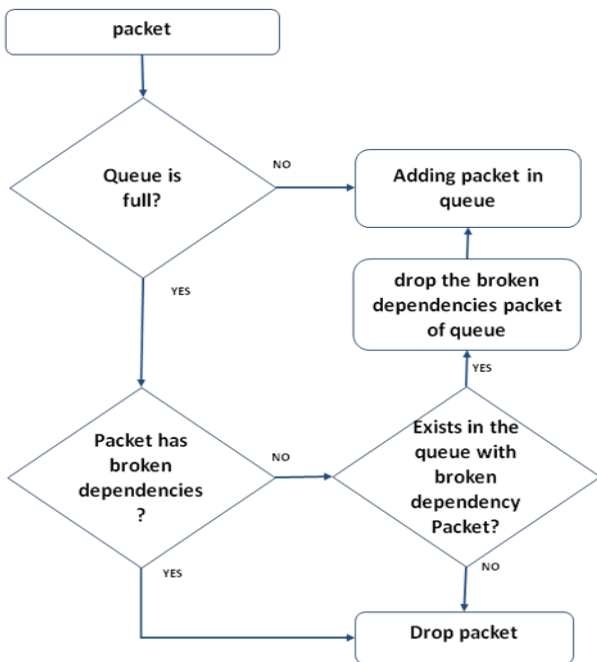 packet
Queue is
full?
NO
Adding packet in
queue
YES
drop the broken
dependencies packet
of queue
YES
Packet has
broken
dependencies
?
NO
Exists in the
queue with
broken
dependency
Packet?
YES
NO
Drop packet